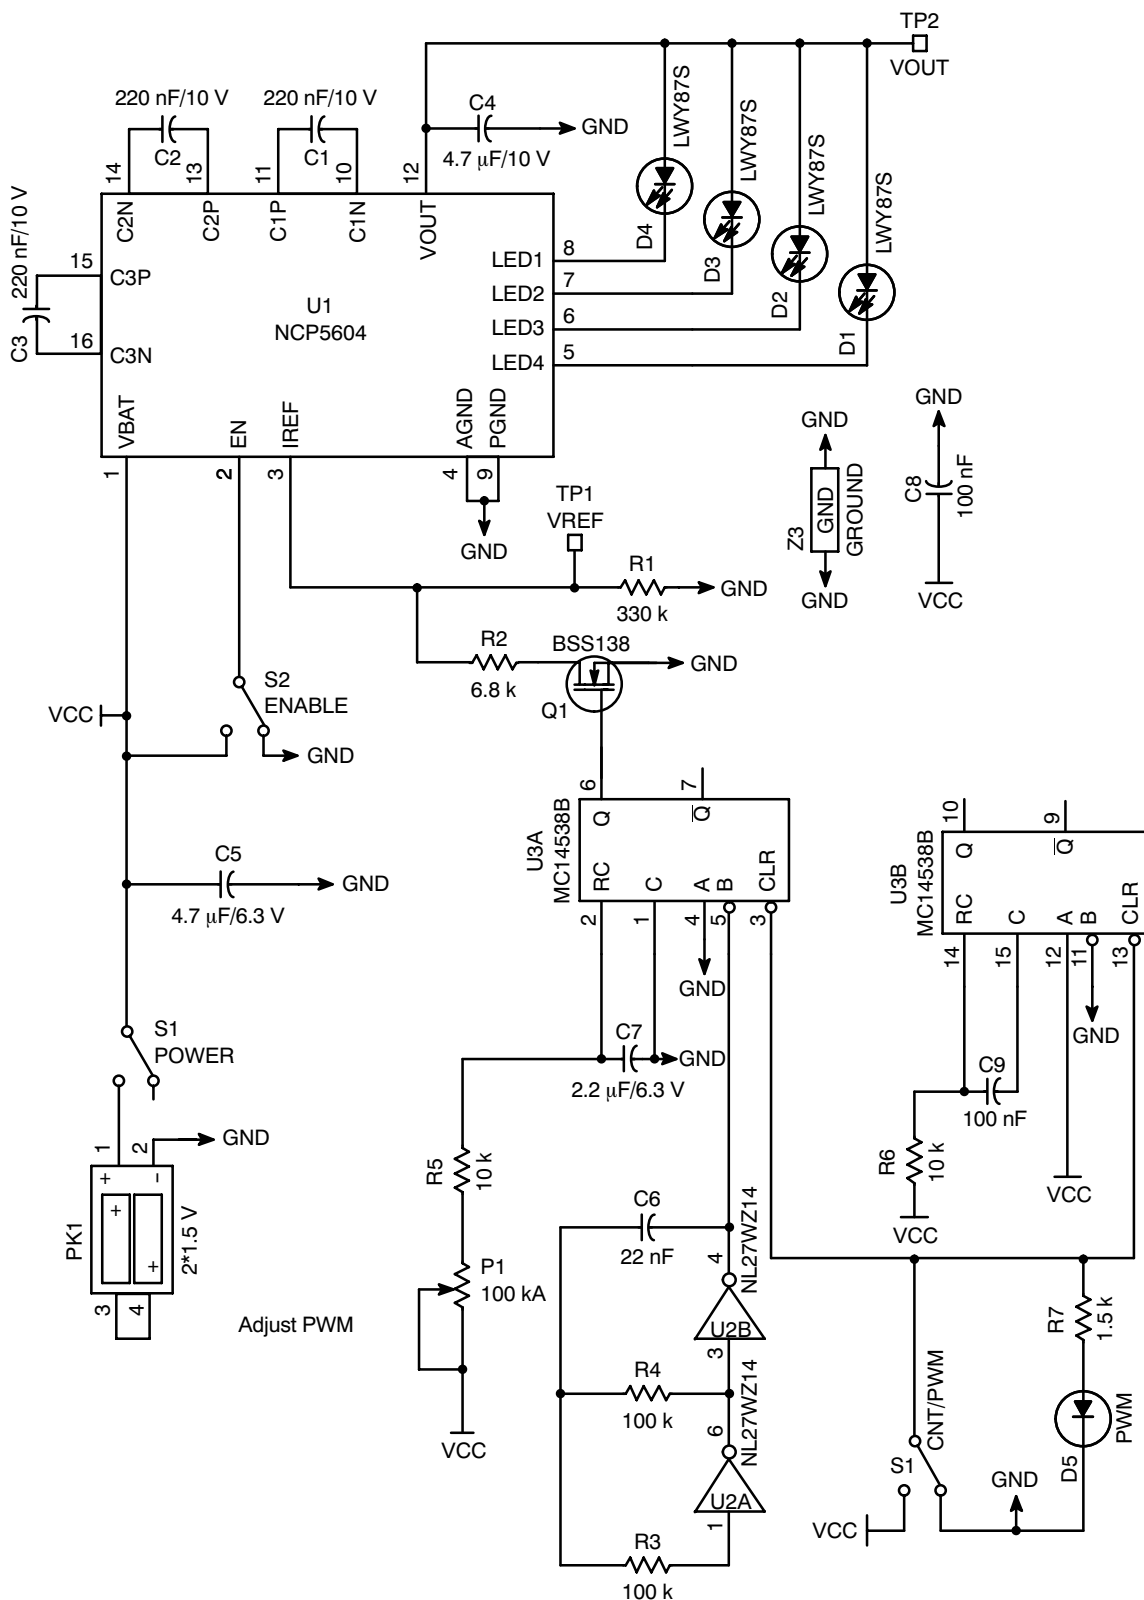 TP2
VOUT
220 nF/10 V
220 nF/10 V
C2
C1
C4
GND
4.7 μF/10 V
14
13
11
10
12
C2N
C2P
C1P
C1N
VOUT
LWY87S
LWY87S
LWY87S
LWY87S
D4
D3
D2
D1
220 nF/10 V
C3
15
C3P
16
C3N
U1
NCP5604
LED1
8
LED2
7
LED3
6
LED4
5
VBAT
EN
IREF
AGND
PGND
1
2
3
4
9
GND
TP1
VREF
R1
330 k
GND
GND
Z3
GND
GROUND
GND
GND
C8
100 nF
VCC
R2
6.8 k
BSS138
Q1
GND
S2
ENABLE
VCC
GND
C5
4.7 μF/6.3 V
GND
6
7
U3A
MC14538B
Q
Q
RC
C
A
B
CLR
2
1
4
5
3
GND
10
9
U3B
MC14538B
Q
Q
RC
C
A
B
CLR
14
15
12
11
13
GND
S1
POWER
C7
GND
2.2 μF/6.3 V
C9
100 nF
R6
10 k
VCC
VCC
1
2
GND
+
-
+
+
PK1
2*1.5 V
3
4
R5
10 k
P1
100 kA
Adjust PWM
VCC
C6
22 nF
4
NL27WZ14
U2B
3
R4
100 k
6
NL27WZ14
U2A
1
R3
100 k
R7
1.5 k
CNT/PWM
S1
VCC
GND
D5
PWM